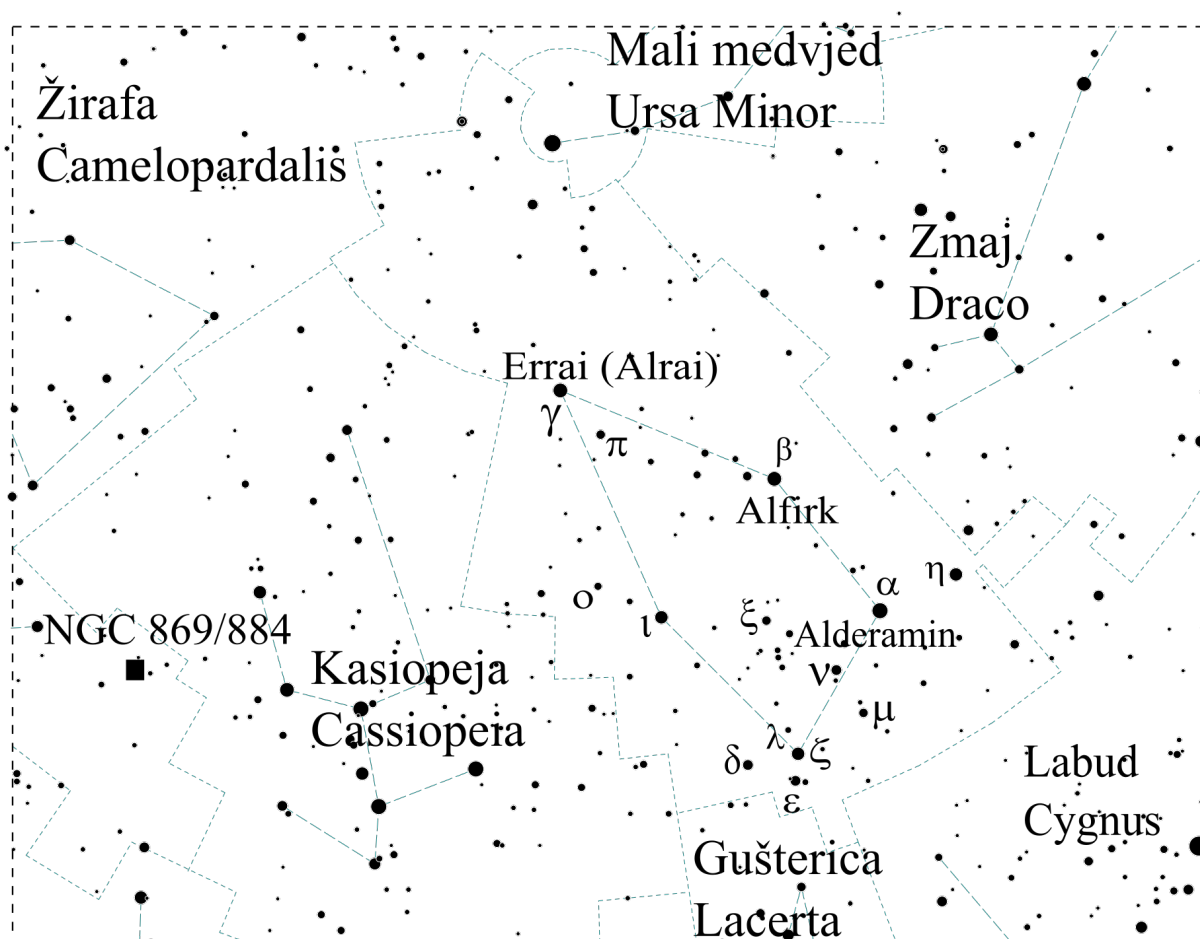 Mali medvjed
Ursa Minor
Žirafa
Camelopardalis
Zmaj
Draco
Errai (Alrai)
γ
π
β
Alfirk
α
η
ο
ι
ξ
Alderamin
NGC 869/884
ν
Kasiopeja
Cassiopeia
μ
λ
ξ
δ
ε
Labud
Cygnus
Gušterica
Lacerta